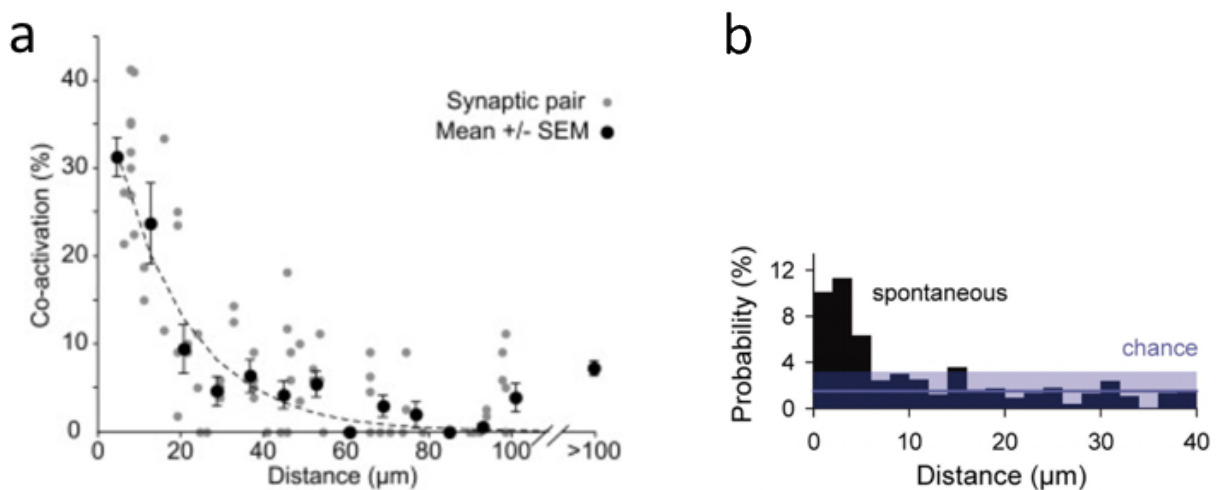 a
40
30
20
10
0
Co-activation (%)
Synaptic pair
Mean +/- SEM
0 20 40 60 80 100 >100
Distance (μm)
b
12
8
4
0
Probability (%)
spontaneous
chance
0 10 20 30 40
Distance (μm)